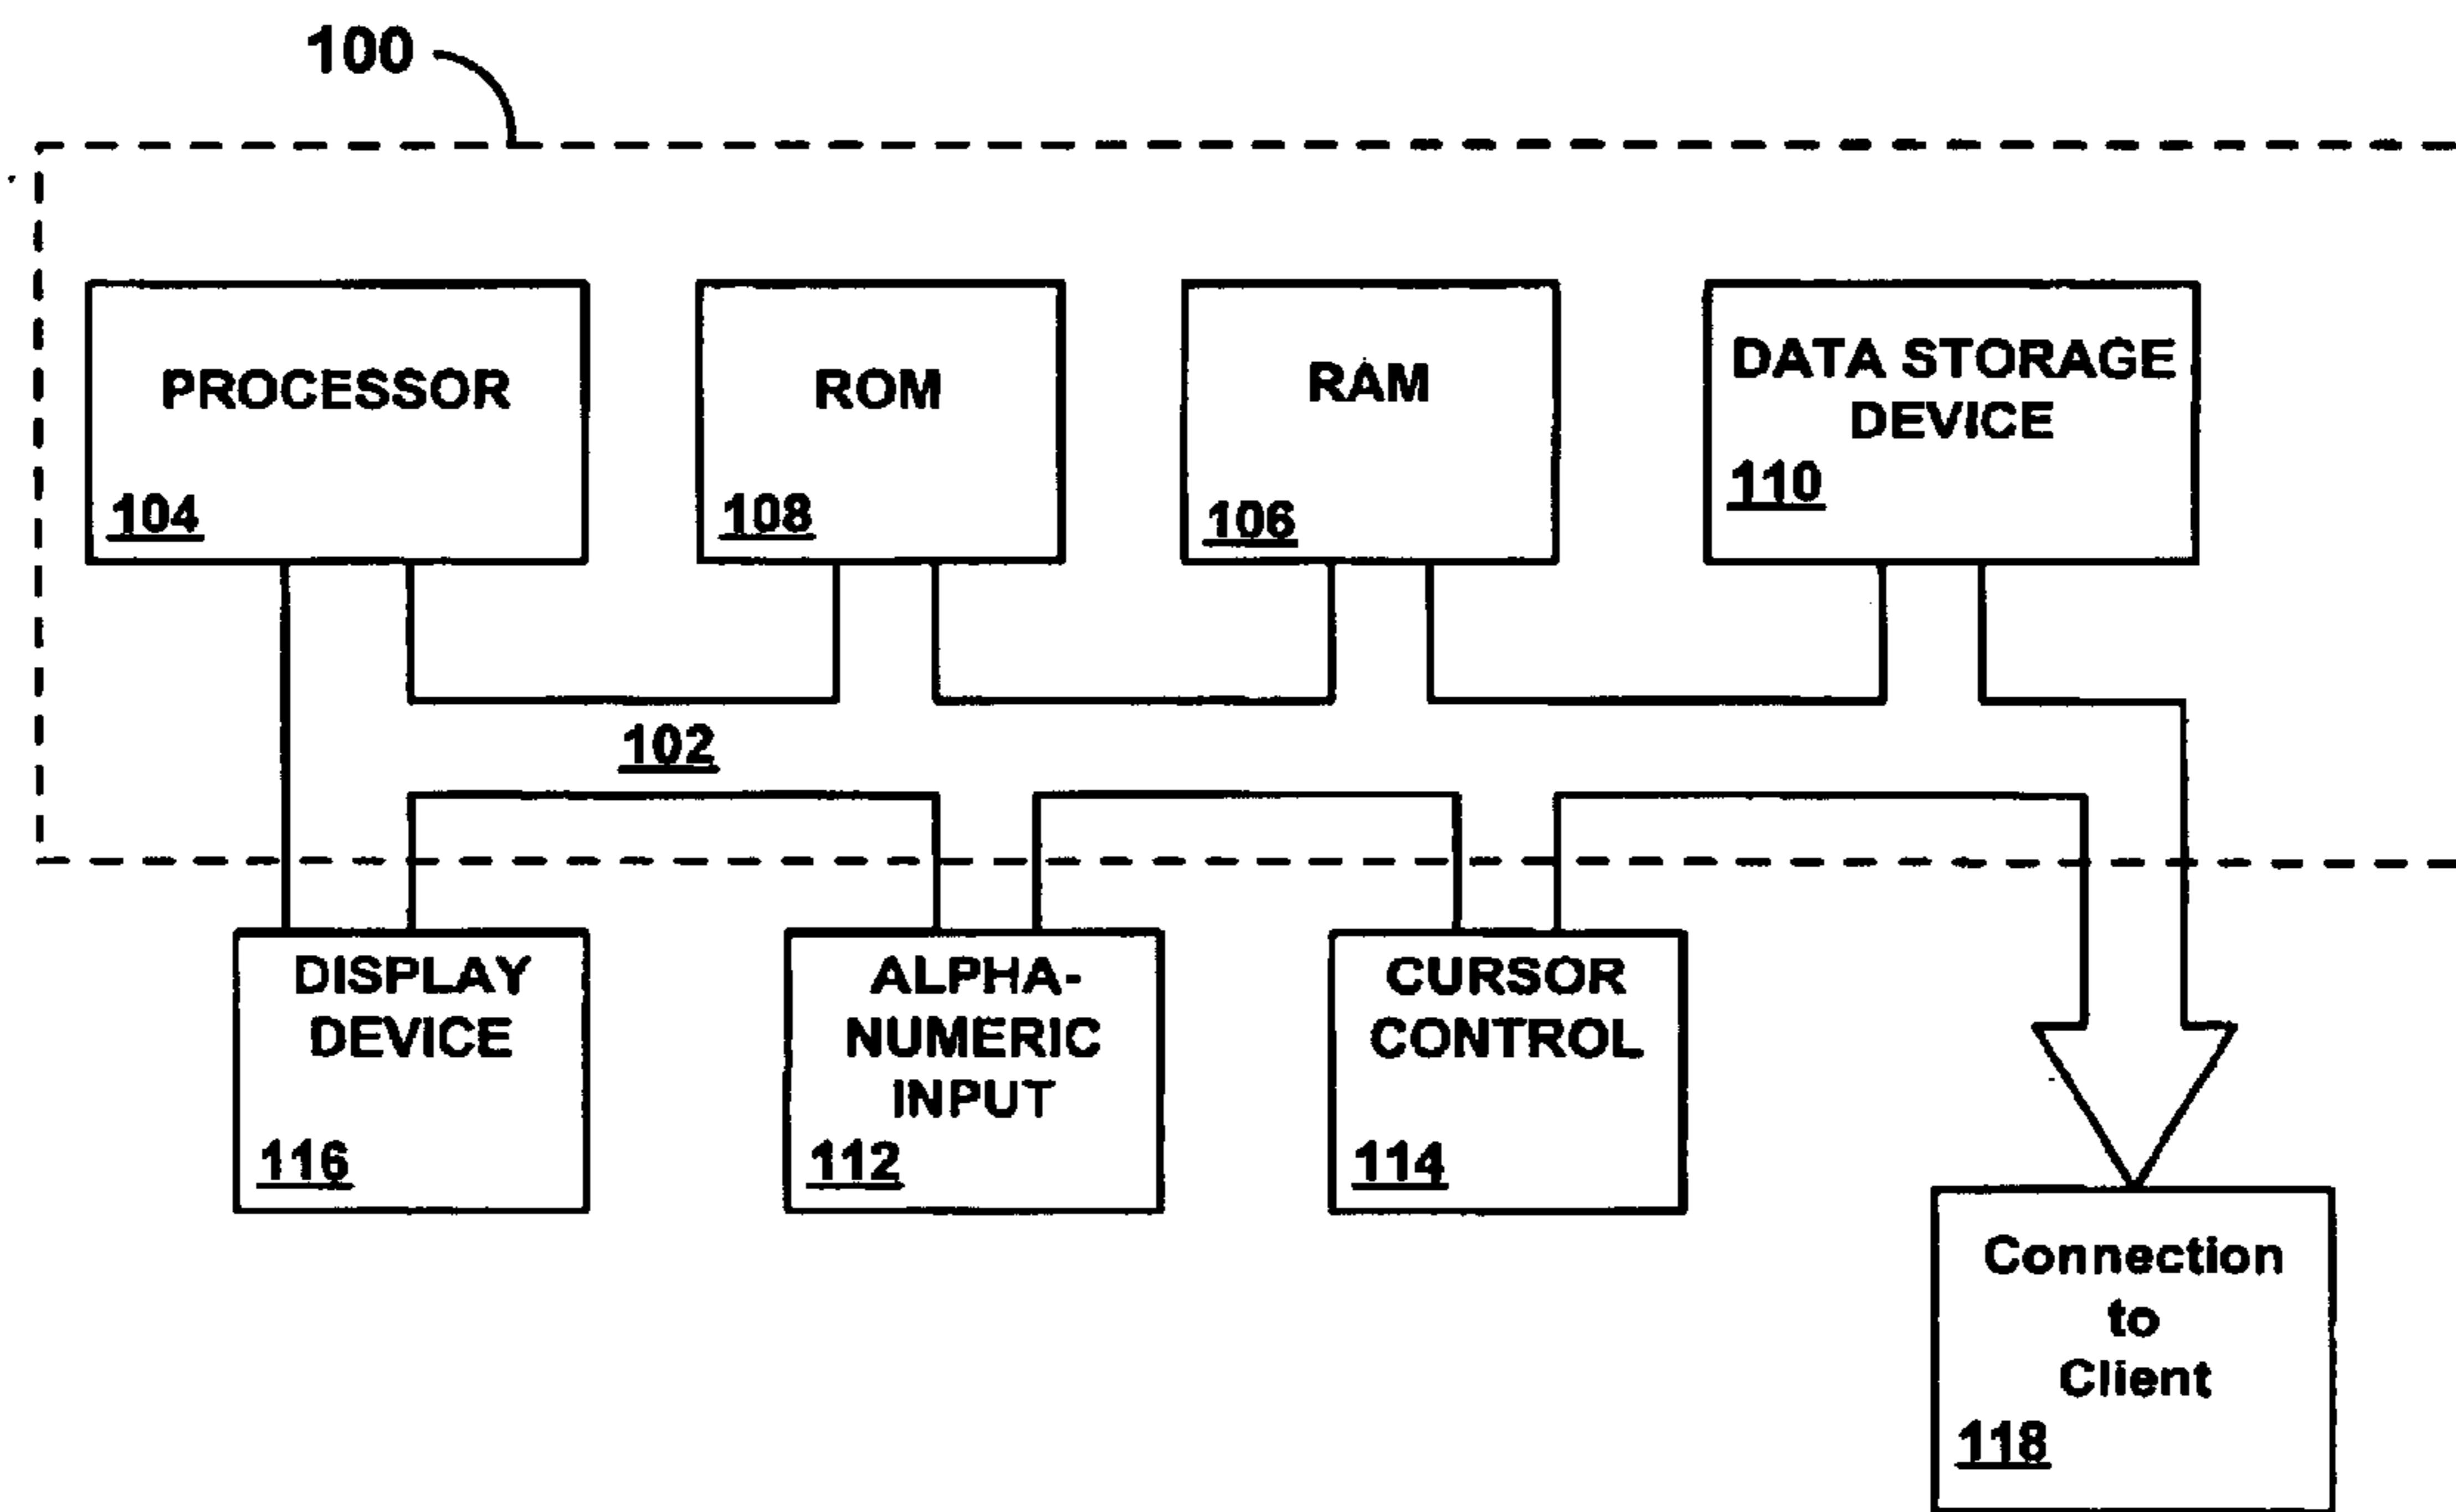 100
PROCESSOR
104
ROM
108
RAM
106
DATA STORAGE
DEVICE
110
102
DISPLAY
DEVICE
116
ALPHA-
NUMERIC
INPUT
112
CURSOR
CONTROL
114
Connection
to
Client
118